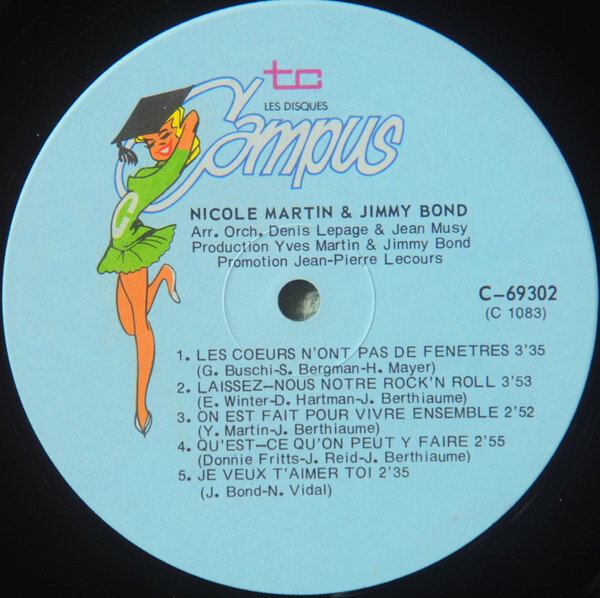 tc
LES DISQUES
Campus
C
NICOLE MARTIN & JIMMY BOND
Arr. Orch. Denis Lepage & Jean Musy
Production Yves Martin & Jimmy Bond
Promotion Jean-Pierre Lecours
C-69302
(C 1083)
1. LES COEURS N'ONT PAS DE FENETRES 3'35
(G. Buschi-S. Bergman-H. Mayer)
2. LAISSEZ-NOUS NOTRE ROCK'N ROLL 3'53
(E. Winter-D. Hartman-J. Berthiaume)
3. ON EST FAIT POUR VIVRE ENSEMBLE 2'52
(Y. Martin-J. Berthiaume)
4. QU'EST-CE QU'ON PEUT Y FAIRE 2'55
(Donnie Fritts-J. Reid-J. Berthiaume)
5. JE VEUX T'AIMER TOI 2'35
(J. Bond-N. Vidal)